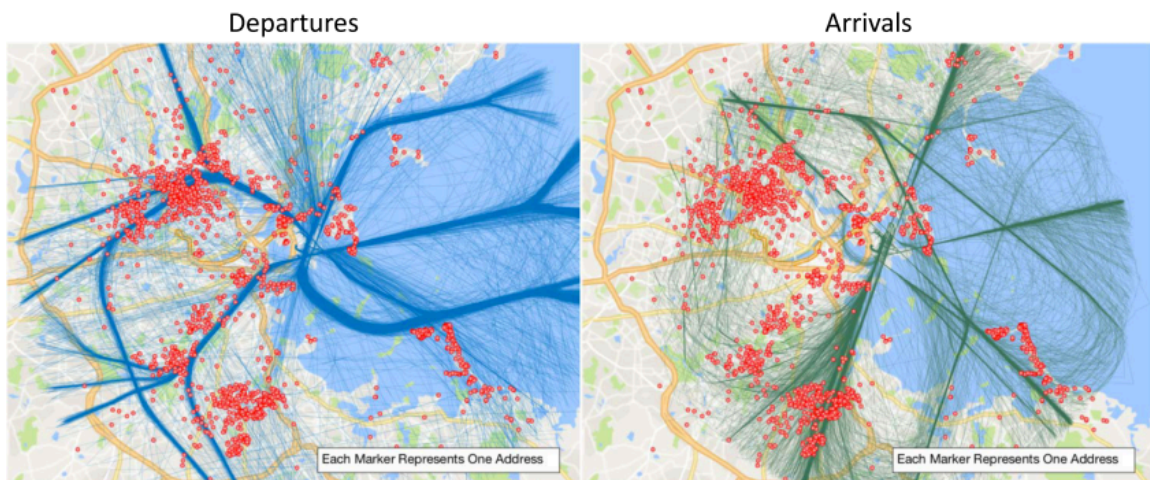 Departures
Arrivals
Each Marker Represents One Address
Each Marker Represents One Address